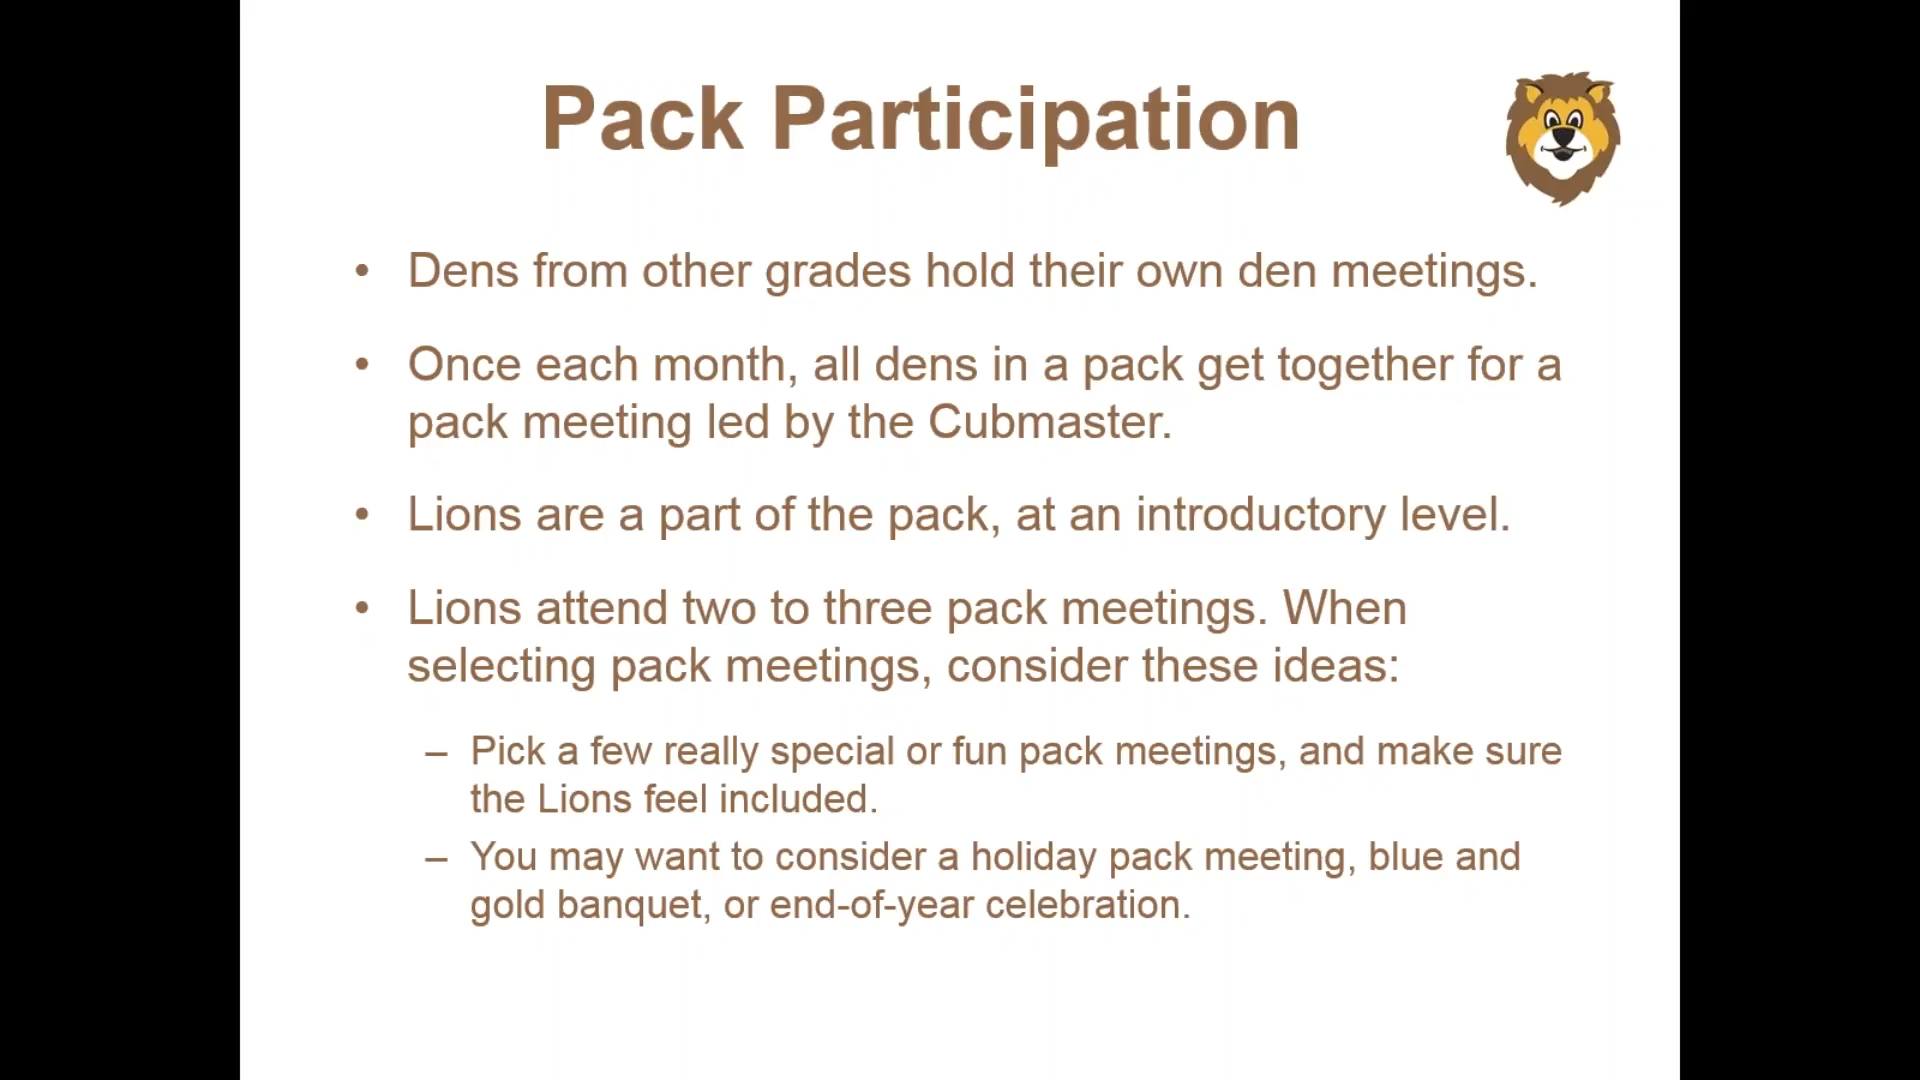 Pack Participation
• Dens from other grades hold their own den meetings.
• Once each month, all dens in a pack get together for a
pack meeting led by the Cubmaster.
• Lions are a part of the pack, at an introductory level.
• Lions attend two to three pack meetings. When
selecting pack meetings, consider these ideas:
– Pick a few really special or fun pack meetings, and make sure
the Lions feel included.
– You may want to consider a holiday pack meeting, blue and
gold banquet, or end-of-year celebration.